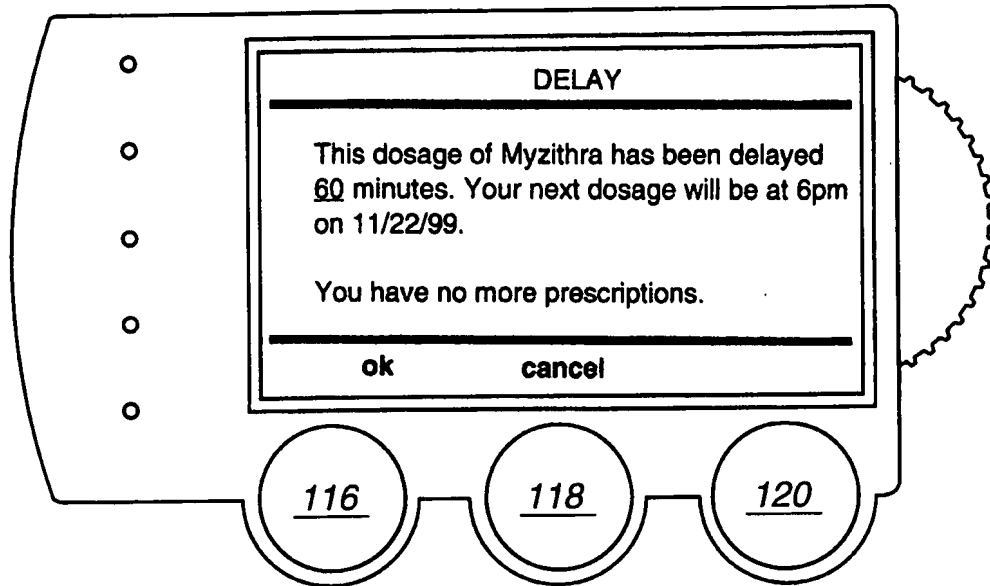 DELAY
This dosage of Myzithra has been delayed
60 minutes. Your next dosage will be at 6pm
on 11/22/99.
You have no more prescriptions.
ok cancel
116 118 120